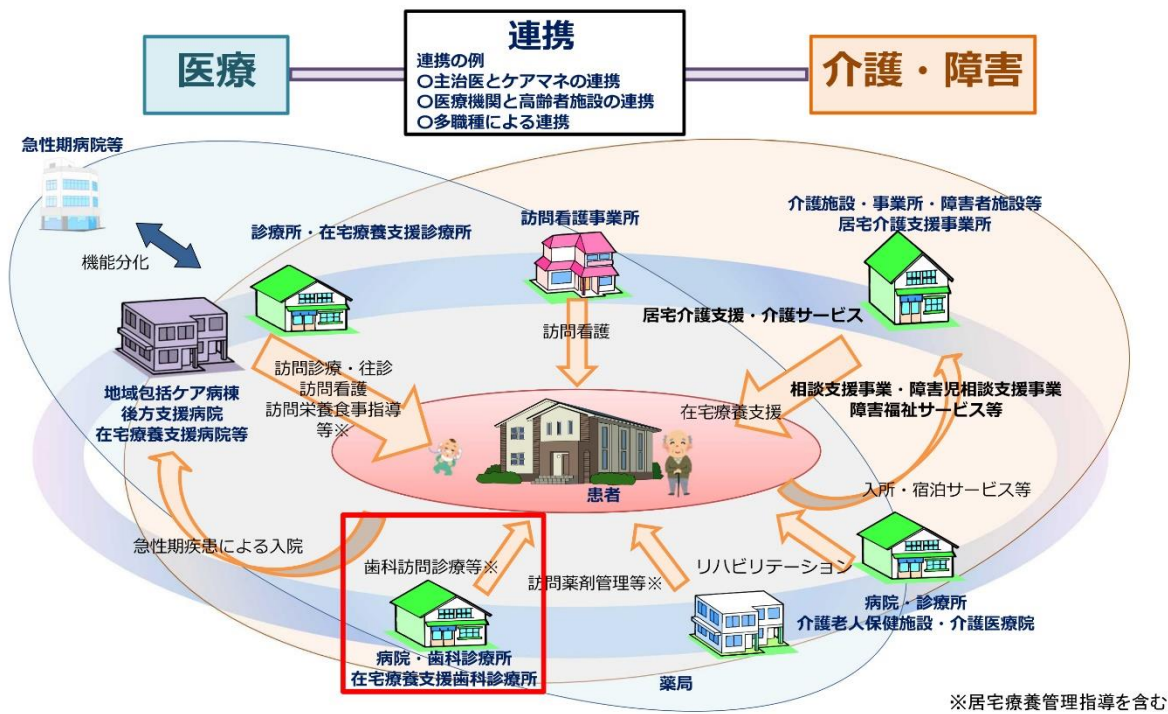 医療
連携
連携の例
○主治医とケアマネの連携
○医療機関と高齢者施設の連携
○多職種による連携
介護・障害
急性期病院等
機能分化
診療所・在宅療養支援診療所
訪問看護事業所
介護施設・事業所・障害者施設等
居宅介護支援事業所
訪問看護
居宅介護支援・介護サービス
地域包括ケア病棟
後方支援病院
在宅療養支援病院等
訪問診療・往診
訪問看護
訪問栄養食事指導
等※
在宅療養支援
相談支援事業・障害児相談支援事業
障害福祉サービス等
患者
入所・宿泊サービス等
急性期疾患による入院
歯科訪問診療等※
訪問薬剤管理等※
リハビリテーション
病院・歯科診療所
在宅療養支援歯科診療所
薬局
病院・診療所
介護老人保健施設・介護医療院
※居宅療養管理指導を含む